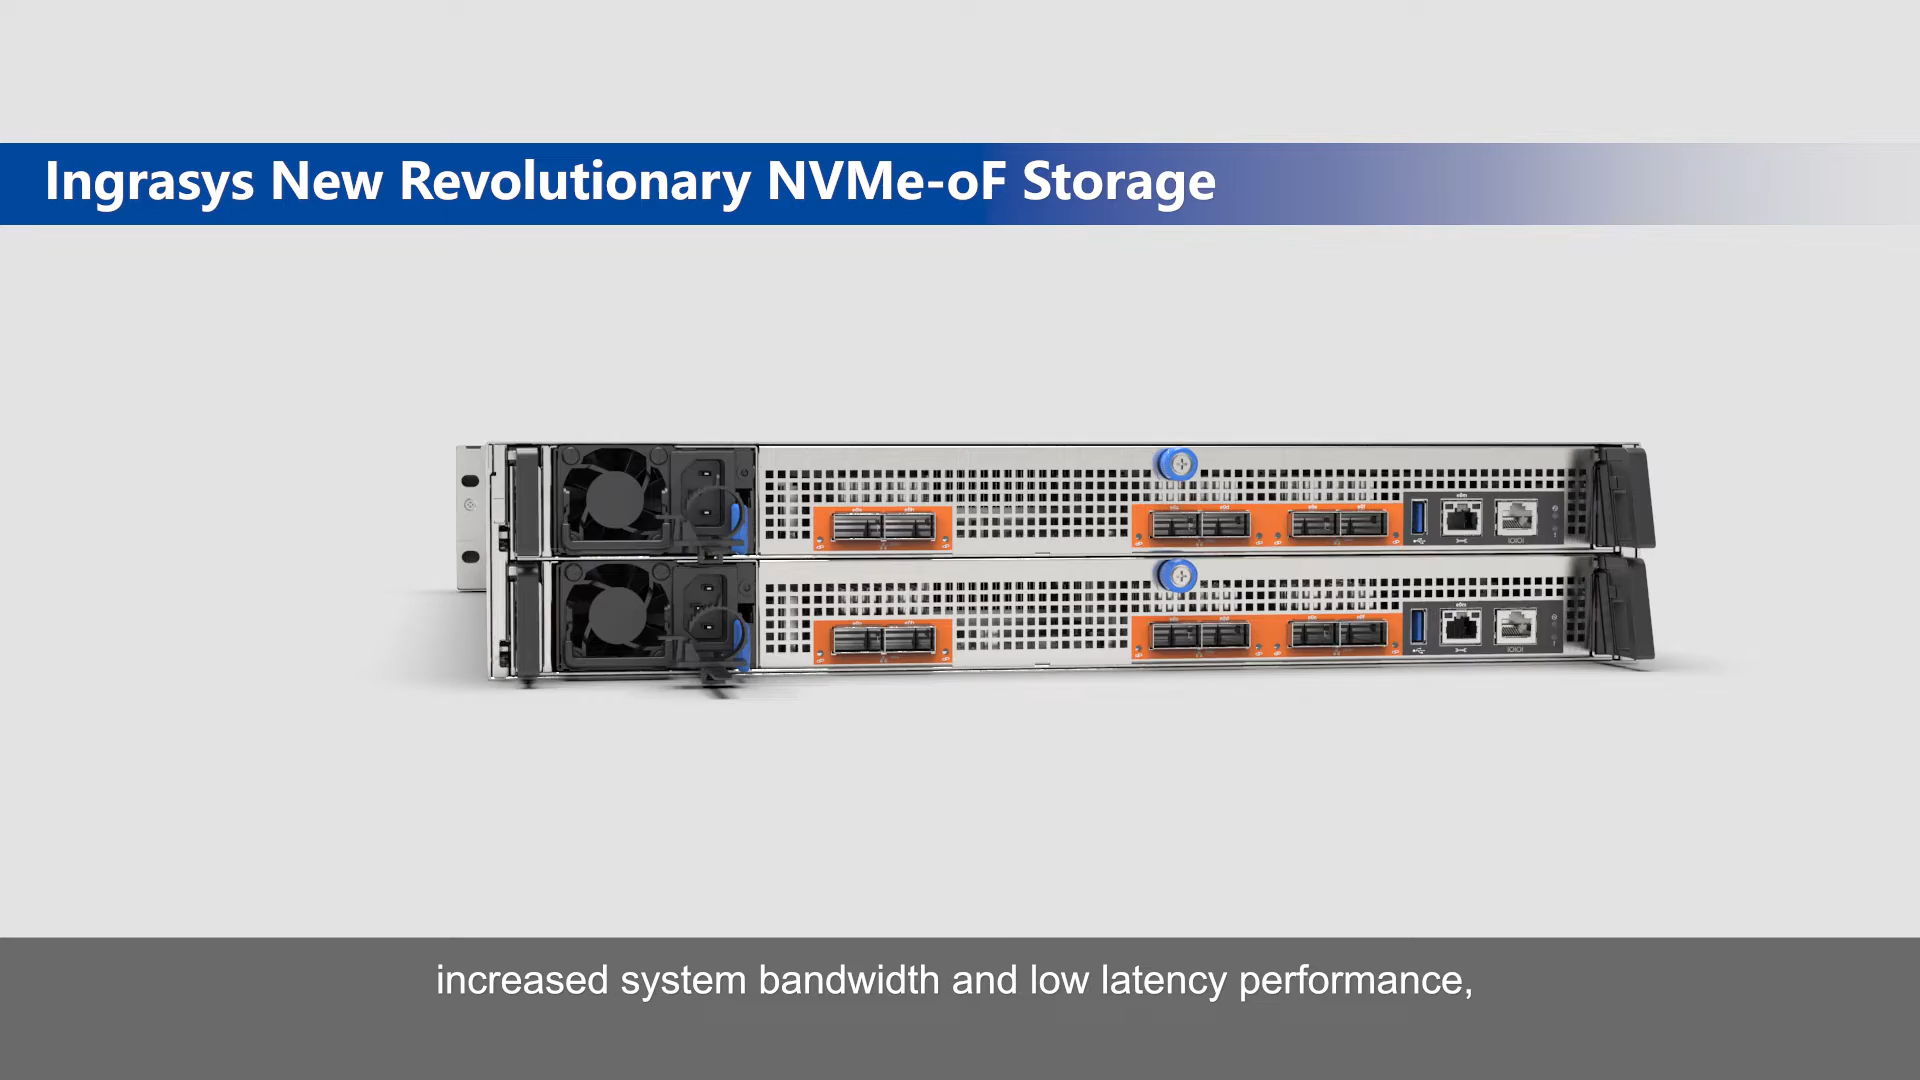 Ingrasys New Revolutionary NVMe-oF Storage
increased system bandwidth and low latency performance,